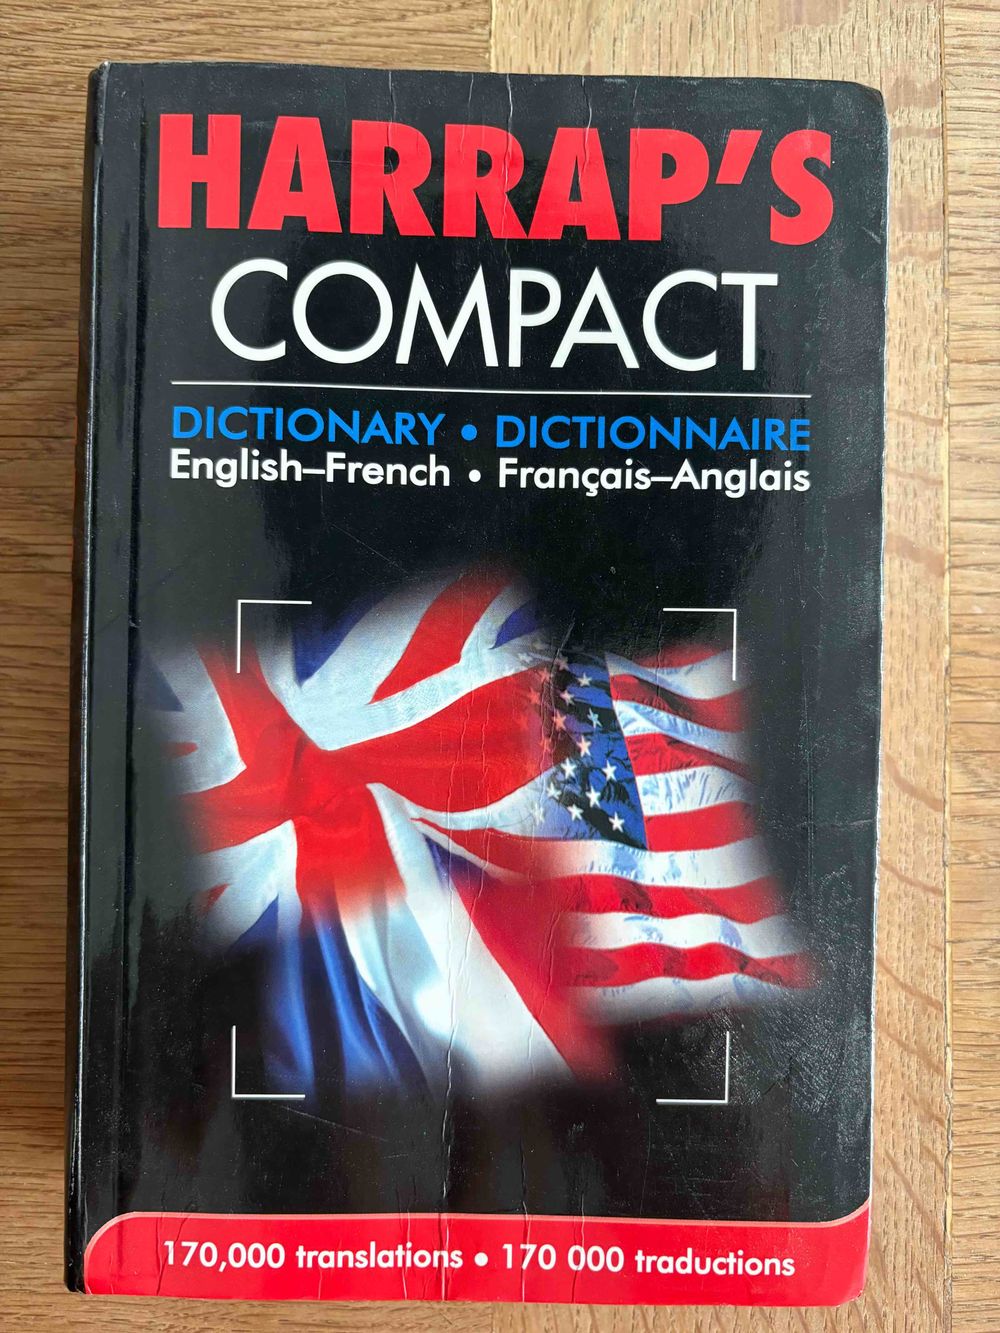 HARRAP'S
COMPACT
DICTIONARY • DICTIONNAIRE
English–French • Français–Anglais
170,000 translations • 170 000 traductions